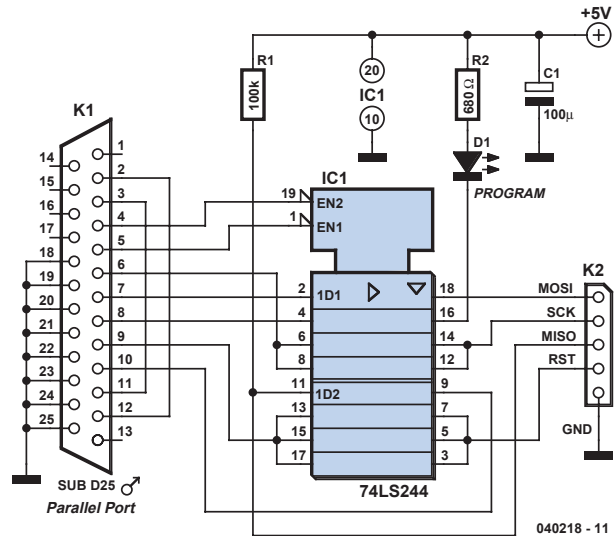 +5V
R1
100k
20
IC1
10
R2
680 Ω
C1
100µ
D1
PROGRAM
K1
1
2
3
4
5
6
7
8
9
10
11
12
13
14
15
16
17
18
19
20
21
22
23
24
25
SUB D25 ♂
Parallel Port
IC1
19
EN2
1
EN1
2
1D1
18
4
16
6
14
8
12
11
1D2
9
13
7
15
5
17
3
74LS244
K2
MOSI
SCK
MISO
RST
GND
040218 - 11